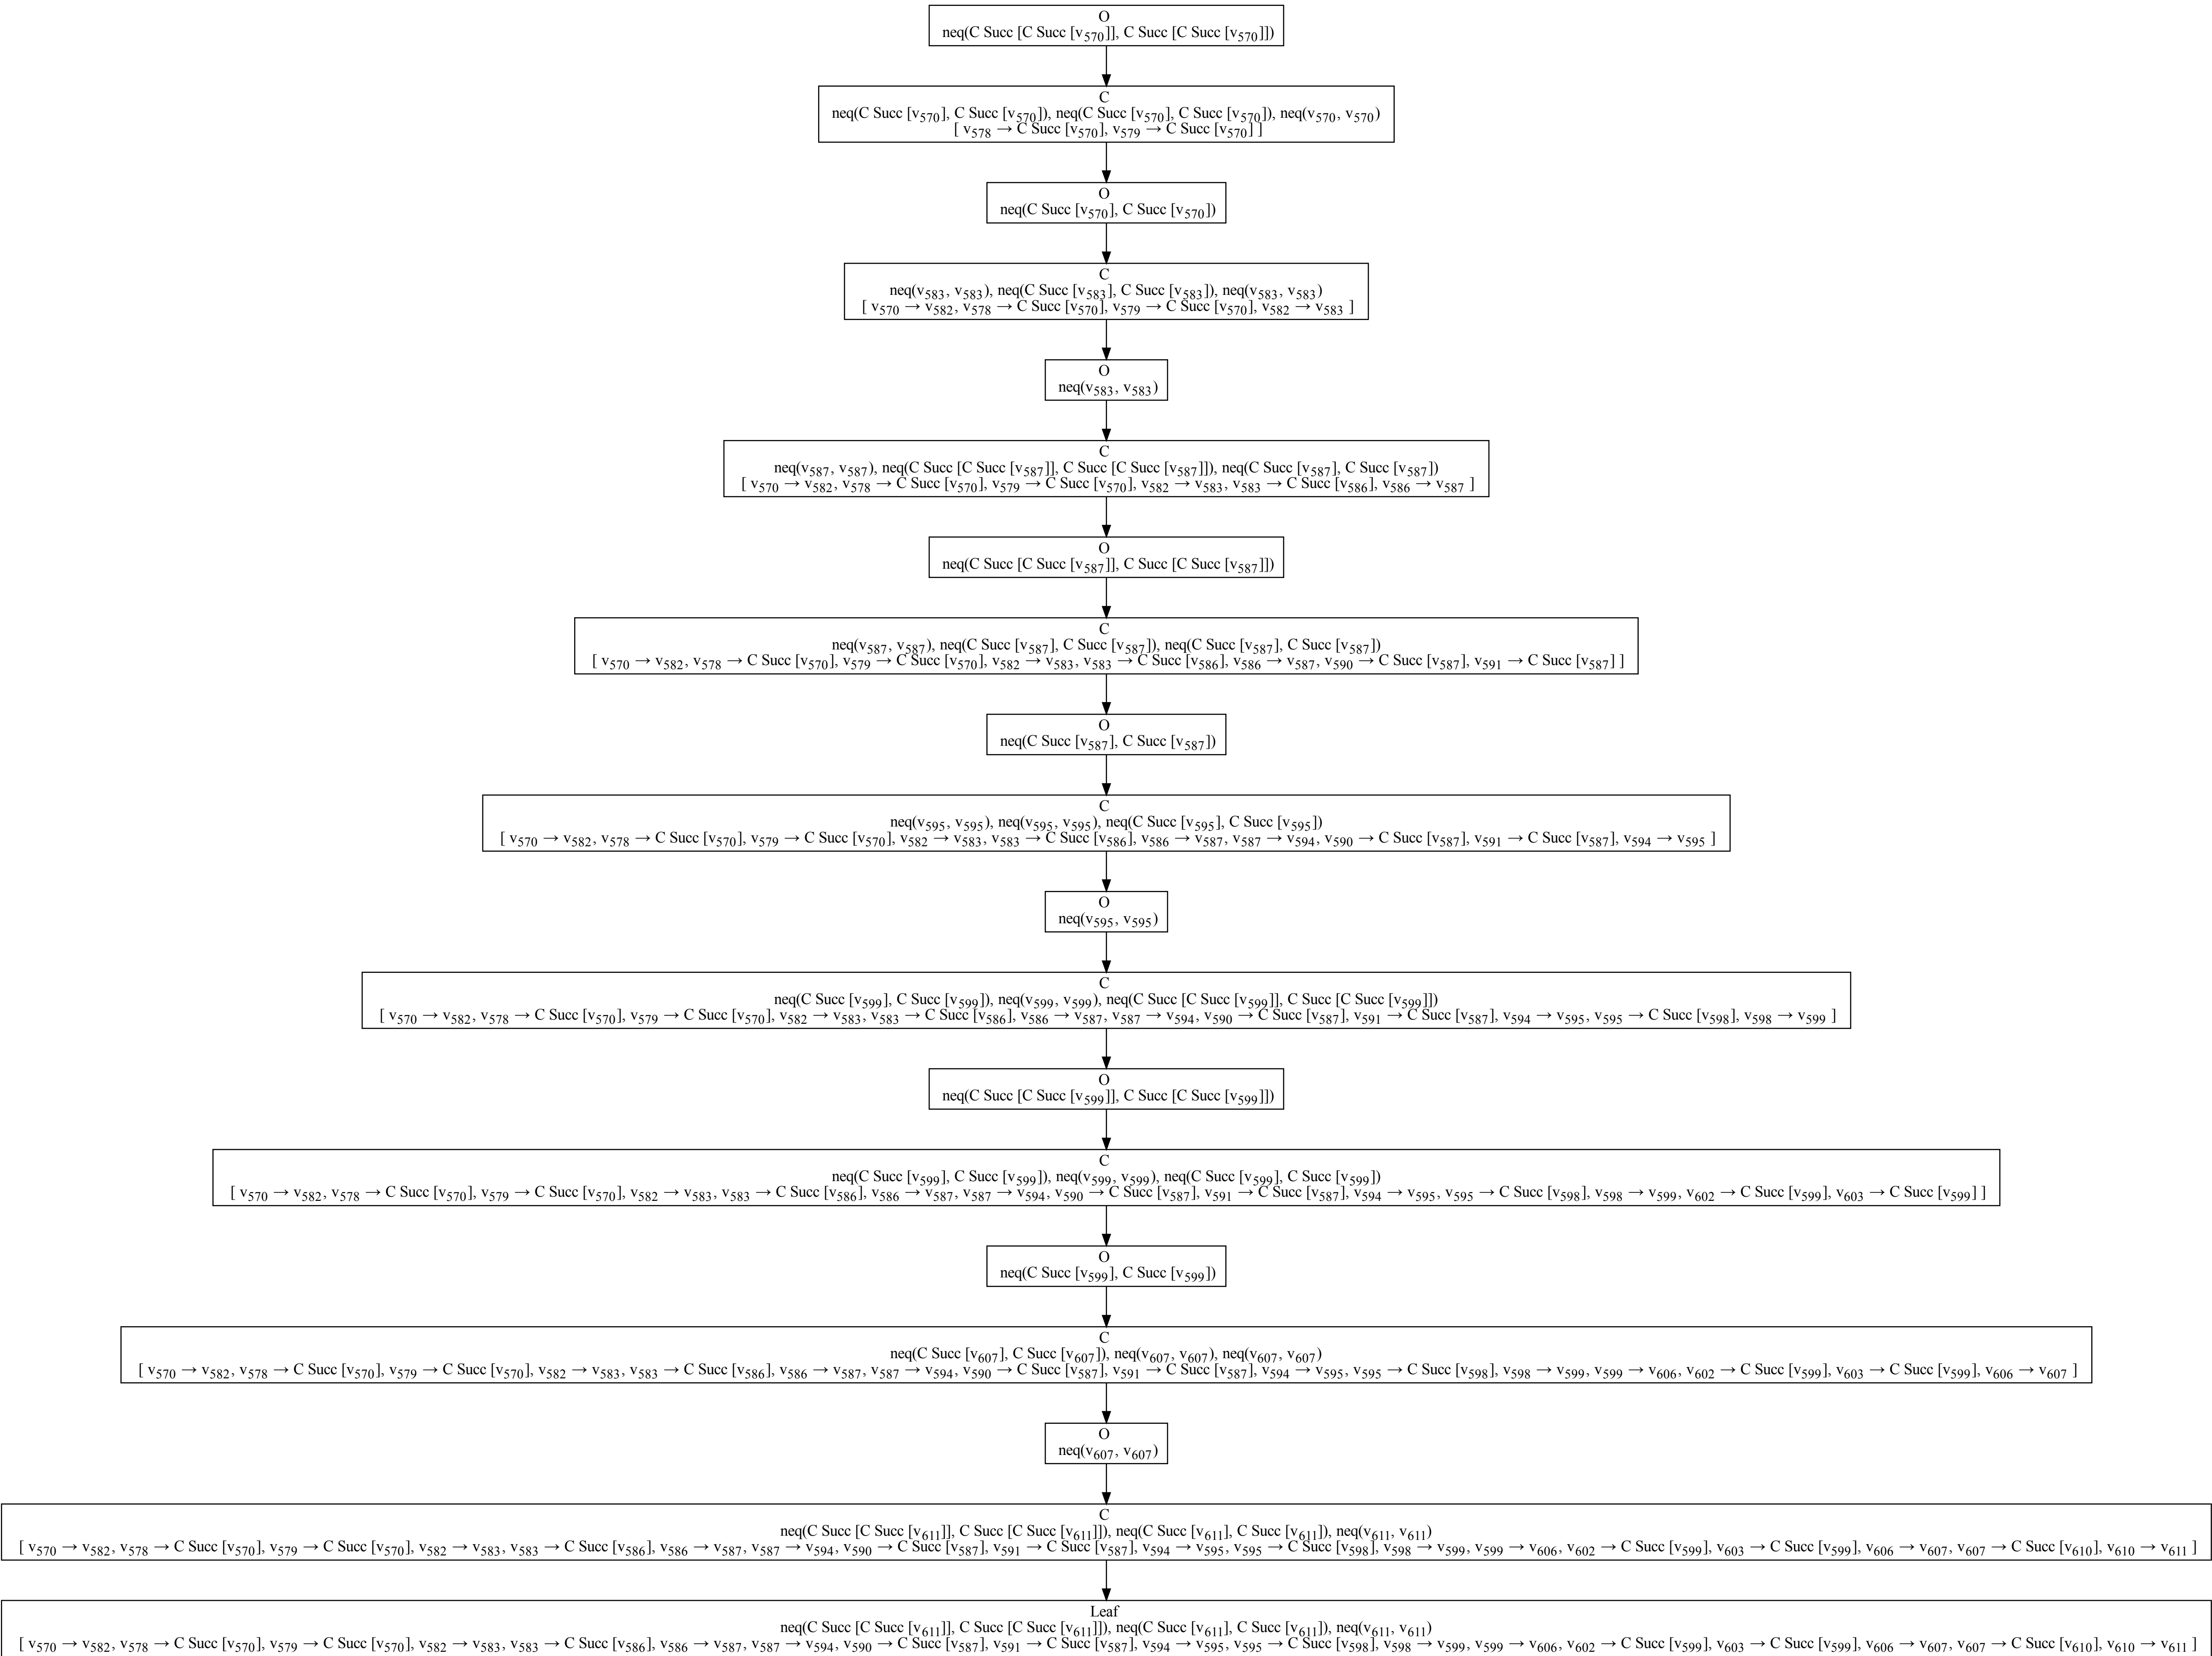 O
neq(C Succ [C Succ [v₅₇₀]], C Succ [C Succ [v₅₇₀]])
C
neq(C Succ [v₅₇₀], C Succ [v₅₇₀]), neq(C Succ [v₅₇₀], C Succ [v₅₇₀]), neq(v₅₇₀, v₅₇₀)
[ v₅₇₈ → C Succ [v₅₇₀], v₅₇₉ → C Succ [v₅₇₀] ]
O
neq(C Succ [v₅₇₀], C Succ [v₅₇₀])
C
neq(v₅₈₃, v₅₈₃), neq(C Succ [v₅₈₃], C Succ [v₅₈₃]), neq(v₅₈₃, v₅₈₃)
[ v₅₇₀ → v₅₈₂, v₅₇₈ → C Succ [v₅₇₀], v₅₇₉ → C Succ [v₅₇₀], v₅₈₂ → v₅₈₃ ]
O
neq(v₅₈₃, v₅₈₃)
C
neq(v₅₈₇, v₅₈₇), neq(C Succ [C Succ [v₅₈₇]], C Succ [C Succ [v₅₈₇]]), neq(C Succ [v₅₈₇], C Succ [v₅₈₇])
[ v₅₇₀ → v₅₈₂, v₅₇₈ → C Succ [v₅₇₀], v₅₇₉ → C Succ [v₅₇₀], v₅₈₂ → v₅₈₃, v₅₈₃ → C Succ [v₅₈₆], v₅₈₆ → v₅₈₇ ]
O
neq(C Succ [C Succ [v₅₈₇]], C Succ [C Succ [v₅₈₇]])
C
neq(v₅₈₇, v₅₈₇), neq(C Succ [v₅₈₇], C Succ [v₅₈₇]), neq(C Succ [v₅₈₇], C Succ [v₅₈₇])
[ v₅₇₀ → v₅₈₂, v₅₇₈ → C Succ [v₅₇₀], v₅₇₉ → C Succ [v₅₇₀], v₅₈₂ → v₅₈₃, v₅₈₃ → C Succ [v₅₈₆], v₅₈₆ → v₅₈₇, v₅₉₀ → C Succ [v₅₈₇], v₅₉₁ → C Succ [v₅₈₇] ]
O
neq(C Succ [v₅₈₇], C Succ [v₅₈₇])
C
neq(v₅₉₅, v₅₉₅), neq(v₅₉₅, v₅₉₅), neq(C Succ [v₅₉₅], C Succ [v₅₉₅])
[ v₅₇₀ → v₅₈₂, v₅₇₈ → C Succ [v₅₇₀], v₅₇₉ → C Succ [v₅₇₀], v₅₈₂ → v₅₈₃, v₅₈₃ → C Succ [v₅₈₆], v₅₈₆ → v₅₈₇, v₅₈₇ → v₅₉₄, v₅₉₀ → C Succ [v₅₈₇], v₅₉₁ → C Succ [v₅₈₇], v₅₉₄ → v₅₉₅ ]
O
neq(v₅₉₅, v₅₉₅)
C
neq(C Succ [v₅₉₉], C Succ [v₅₉₉]), neq(v₅₉₉, v₅₉₉), neq(C Succ [C Succ [v₅₉₉]], C Succ [C Succ [v₅₉₉]])
[ v₅₇₀ → v₅₈₂, v₅₇₈ → C Succ [v₅₇₀], v₅₇₉ → C Succ [v₅₇₀], v₅₈₂ → v₅₈₃, v₅₈₃ → C Succ [v₅₈₆], v₅₈₆ → v₅₈₇, v₅₈₇ → v₅₉₄, v₅₉₀ → C Succ [v₅₈₇], v₅₉₁ → C Succ [v₅₈₇], v₅₉₄ → v₅₉₅, v₅₉₅ → C Succ [v₅₉₈], v₅₉₈ → v₅₉₉ ]
O
neq(C Succ [C Succ [v₅₉₉]], C Succ [C Succ [v₅₉₉]])
C
neq(C Succ [v₅₉₉], C Succ [v₅₉₉]), neq(v₅₉₉, v₅₉₉), neq(C Succ [v₅₉₉], C Succ [v₅₉₉])
[ v₅₇₀ → v₅₈₂, v₅₇₈ → C Succ [v₅₇₀], v₅₇₉ → C Succ [v₅₇₀], v₅₈₂ → v₅₈₃, v₅₈₃ → C Succ [v₅₈₆], v₅₈₆ → v₅₈₇, v₅₈₇ → v₅₉₄, v₅₉₀ → C Succ [v₅₈₇], v₅₉₁ → C Succ [v₅₈₇], v₅₉₄ → v₅₉₅, v₅₉₅ → C Succ [v₅₉₈], v₅₉₈ → v₅₉₉, v₆₀₂ → C Succ [v₅₉₉], v₆₀₃ → C Succ [v₅₉₉] ]
O
neq(C Succ [v₅₉₉], C Succ [v₅₉₉])
C
neq(C Succ [v₆₀₇], C Succ [v₆₀₇]), neq(v₆₀₇, v₆₀₇), neq(v₆₀₇, v₆₀₇)
[ v₅₇₀ → v₅₈₂, v₅₇₈ → C Succ [v₅₇₀], v₅₇₉ → C Succ [v₅₇₀], v₅₈₂ → v₅₈₃, v₅₈₃ → C Succ [v₅₈₆], v₅₈₆ → v₅₈₇, v₅₈₇ → v₅₉₄, v₅₉₀ → C Succ [v₅₈₇], v₅₉₁ → C Succ [v₅₈₇], v₅₉₄ → v₅₉₅, v₅₉₅ → C Succ [v₅₉₈], v₅₉₈ → v₅₉₉, v₅₉₉ → v₆₀₆, v₆₀₂ → C Succ [v₅₉₉], v₆₀₃ → C Succ [v₅₉₉], v₆₀₆ → v₆₀₇ ]
O
neq(v₆₀₇, v₆₀₇)
C
neq(C Succ [C Succ [v₆₁₁]], C Succ [C Succ [v₆₁₁]]), neq(C Succ [v₆₁₁], C Succ [v₆₁₁]), neq(v₆₁₁, v₆₁₁)
[ v₅₇₀ → v₅₈₂, v₅₇₈ → C Succ [v₅₇₀], v₅₇₉ → C Succ [v₅₇₀], v₅₈₂ → v₅₈₃, v₅₈₃ → C Succ [v₅₈₆], v₅₈₆ → v₅₈₇, v₅₈₇ → v₅₉₄, v₅₉₀ → C Succ [v₅₈₇], v₅₉₁ → C Succ [v₅₈₇], v₅₉₄ → v₅₉₅, v₅₉₅ → C Succ [v₅₉₈], v₅₉₈ → v₅₉₉, v₅₉₉ → v₆₀₆, v₆₀₂ → C Succ [v₅₉₉], v₆₀₃ → C Succ [v₅₉₉], v₆₀₆ → v₆₀₇, v₆₀₇ → C Succ [v₆₁₀], v₆₁₀ → v₆₁₁ ]
Leaf
neq(C Succ [C Succ [v₆₁₁]], C Succ [C Succ [v₆₁₁]]), neq(C Succ [v₆₁₁], C Succ [v₆₁₁]), neq(v₆₁₁, v₆₁₁)
[ v₅₇₀ → v₅₈₂, v₅₇₈ → C Succ [v₅₇₀], v₅₇₉ → C Succ [v₅₇₀], v₅₈₂ → v₅₈₃, v₅₈₃ → C Succ [v₅₈₆], v₅₈₆ → v₅₈₇, v₅₈₇ → v₅₉₄, v₅₉₀ → C Succ [v₅₈₇], v₅₉₁ → C Succ [v₅₈₇], v₅₉₄ → v₅₉₅, v₅₉₅ → C Succ [v₅₉₈], v₅₉₈ → v₅₉₉, v₅₉₉ → v₆₀₆, v₆₀₂ → C Succ [v₅₉₉], v₆₀₃ → C Succ [v₅₉₉], v₆₀₆ → v₆₀₇, v₆₀₇ → C Succ [v₆₁₀], v₆₁₀ → v₆₁₁ ]